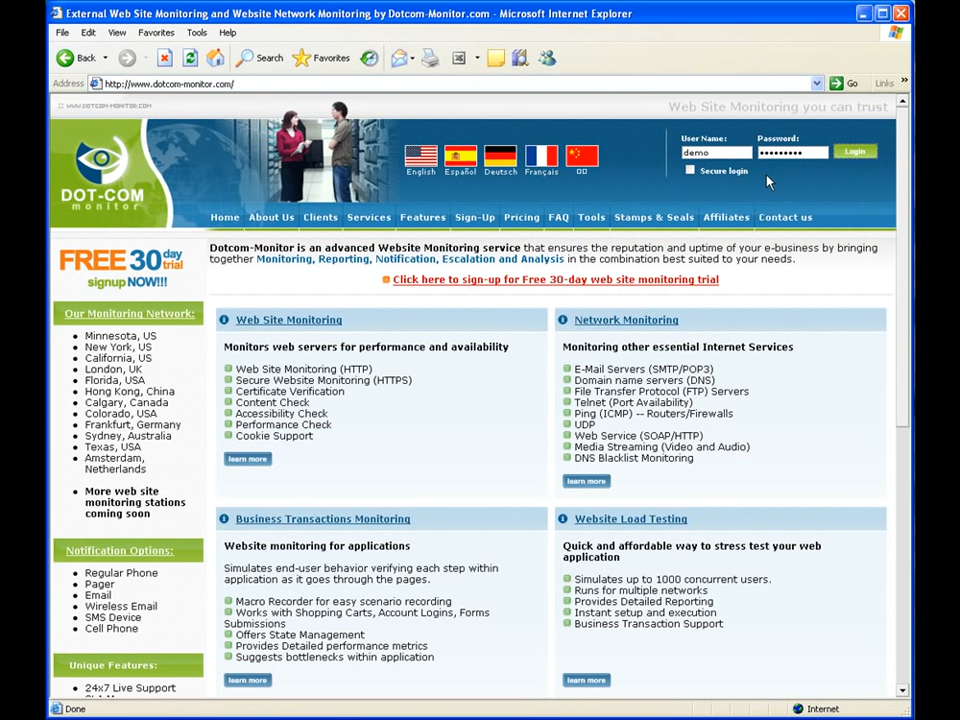 External Web Site Monitoring and Website Network Monitoring by Dotcom-Monitor.com - Microsoft Internet Explorer
File Edit View Favorites Tools Help
Back Search Favorites
Address http://www.dotcom-monitor.com/ Go Links »
:: WWW.DOTCOM-MONITOR.COM
Web Site Monitoring you can trust
DOT-COM
monitor
English Español Deutsch Français
User Name: Password:
demo •••••••••• Login
Secure login
Home About Us Clients Services Features Sign-Up Pricing FAQ Tools Stamps & Seals Affiliates Contact us
FREE 30 day trial
signup NOW!!!
Dotcom-Monitor is an advanced Website Monitoring service that ensures the reputation and uptime of your e-business by bringing
together Monitoring, Reporting, Notification, Escalation and Analysis in the combination best suited to your needs.
Click here to sign-up for Free 30-day web site monitoring trial
Our Monitoring Network:
Minnesota, US
New York, US
California, US
London, UK
Florida, USA
Hong Kong, China
Calgary, Canada
Colorado, USA
Frankfurt, Germany
Sydney, Australia
Texas, USA
Amsterdam,
Netherlands
More web site
monitoring stations
coming soon
Notification Options:
Regular Phone
Pager
Email
Wireless Email
SMS Device
Cell Phone
Unique Features:
24x7 Live Support
Web Site Monitoring
Monitors web servers for performance and availability
Web Site Monitoring (HTTP)
Secure Website Monitoring (HTTPS)
Certificate Verification
Content Check
Accessibility Check
Performance Check
Cookie Support
learn more
Network Monitoring
Monitoring other essential Internet Services
E-Mail Servers (SMTP/POP3)
Domain name servers (DNS)
File Transfer Protocol (FTP) Servers
Telnet (Port Availability)
Ping (ICMP) -- Routers/Firewalls
UDP
Web Service (SOAP/HTTP)
Media Streaming (Video and Audio)
DNS Blacklist Monitoring
learn more
Business Transactions Monitoring
Website monitoring for applications
Simulates end-user behavior verifying each step within
application as it goes through the pages.
Macro Recorder for easy scenario recording
Works with Shopping Carts, Account Logins, Forms
Submissions
Offers State Management
Provides Detailed performance metrics
Suggests bottlenecks within application
learn more
Website Load Testing
Quick and affordable way to stress test your web
application
Simulates up to 1000 concurrent users.
Runs for multiple networks
Provides Detailed Reporting
Instant setup and execution
Business Transaction Support
learn more
Done Internet